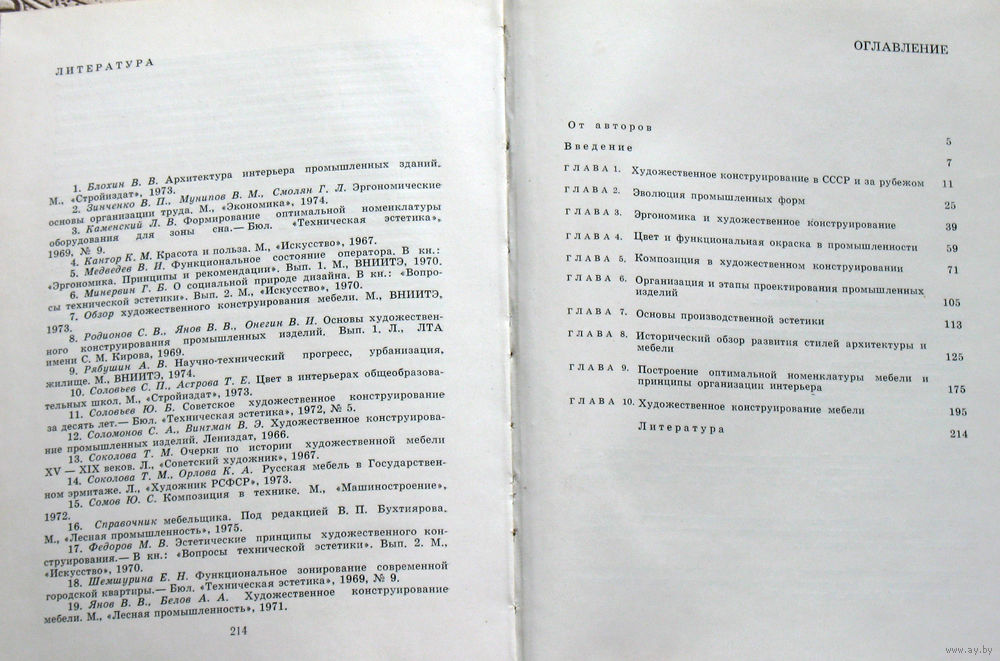 ЛИТЕРАТУРА
1. Блохин В. В. Архитектура интерьера промышленных зданий.
М., «Стройиздат», 1973.
2. Зинченко В. П., Мунипов В. М., Смолян Г. Л. Эргономические
основы организации труда. М., «Экономика», 1974.
3. Каменский Л. В. Формирование оптимальной номенклатуры
оборудования для зоны сна.— Бюл. «Техническая эстетика»,
1969, № 9.
4. Кантор К. М. Красота и польза. М., «Искусство», 1967.
5. Медведев В. И. Функциональное состояние оператора. В кн.:
«Эргономика. Принципы и рекомендации». Вып. 1. М., ВНИИТЭ, 1970.
6. Минервин Г. Б. О социальной природе дизайна. В кн.: «Вопро-
сы технической эстетики». Вып. 2. М., «Искусство», 1970.
7. Обзор художественного конструирования мебели. М., ВНИИТЭ,
1973.
8. Родионов С. В., Янов В. В., Онегин В. И. Основы художествен-
ного конструирования промышленных изделий. Вып. 1. Л., ЛТА
имени С. М. Кирова, 1969.
9. Рябушин А. В. Научно-технический прогресс, урбанизация,
жилище. М., ВНИИТЭ, 1974.
10. Соловьев С. П., Астрова Т. Е. Цвет в интерьерах общеобразова-
тельных школ. М., «Стройиздат», 1973.
11. Соловьев Ю. Б. Советское художественное конструирование
за десять лет.— Бюл. «Техническая эстетика», 1972, № 5.
12. Соломонов С. А., Винтман В. Э. Художественное конструирова-
ние промышленных изделий. Лениздат, 1966.
13. Соколова Т. М. Очерки по истории художественной мебели
XV — XIX веков. Л., «Советский художник», 1967.
14. Соколова Т. М., Орлова К. А. Русская мебель в Государствен-
ном эрмитаже. Л., «Художник РСФСР», 1973.
15. Сомов Ю. С. Композиция в технике. М., «Машиностроение»,
1972.
16. Справочник мебельщика. Под редакцией В. П. Бухтиярова.
М., «Лесная промышленность», 1975.
17. Федоров М. В. Эстетические принципы художественного кон-
струирования.— В кн.: «Вопросы технической эстетики». Вып. 2. М.,
«Искусство», 1970.
18. Шемшурина Е. Н. Функциональное зонирование современной
городской квартиры.— Бюл. «Техническая эстетика», 1969, № 9.
19. Янов В. В., Белов А. А. Художественное конструирование
мебели. М., «Лесная промышленность», 1971.
214
ОГЛАВЛЕНИЕ
От авторов 5
Введение 7
ГЛАВА 1. Художественное конструирование в СССР и за рубежом 11
ГЛАВА 2. Эволюция промышленных форм 25
ГЛАВА 3. Эргономика и художественное конструирование 39
ГЛАВА 4. Цвет и функциональная окраска в промышленности 59
ГЛАВА 5. Композиция в художественном конструировании 71
ГЛАВА 6. Организация и этапы проектирования промышленных
изделий 105
ГЛАВА 7. Основы производственной эстетики 113
ГЛАВА 8. Исторический обзор развития стилей архитектуры и
мебели 125
ГЛАВА 9. Построение оптимальной номенклатуры мебели и
принципы организации интерьера 175
ГЛАВА 10. Художественное конструирование мебели 195
Литература 214
www.ay.by